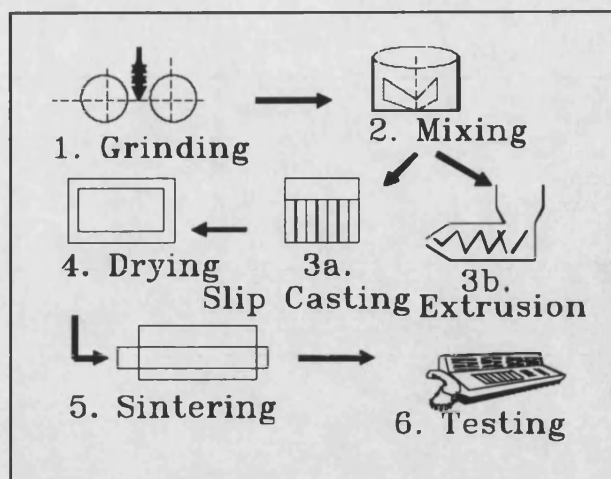 1. Grinding
2. Mixing
3a.
Slip Casting
3b.
Extrusion
4. Drying
5. Sintering
6. Testing